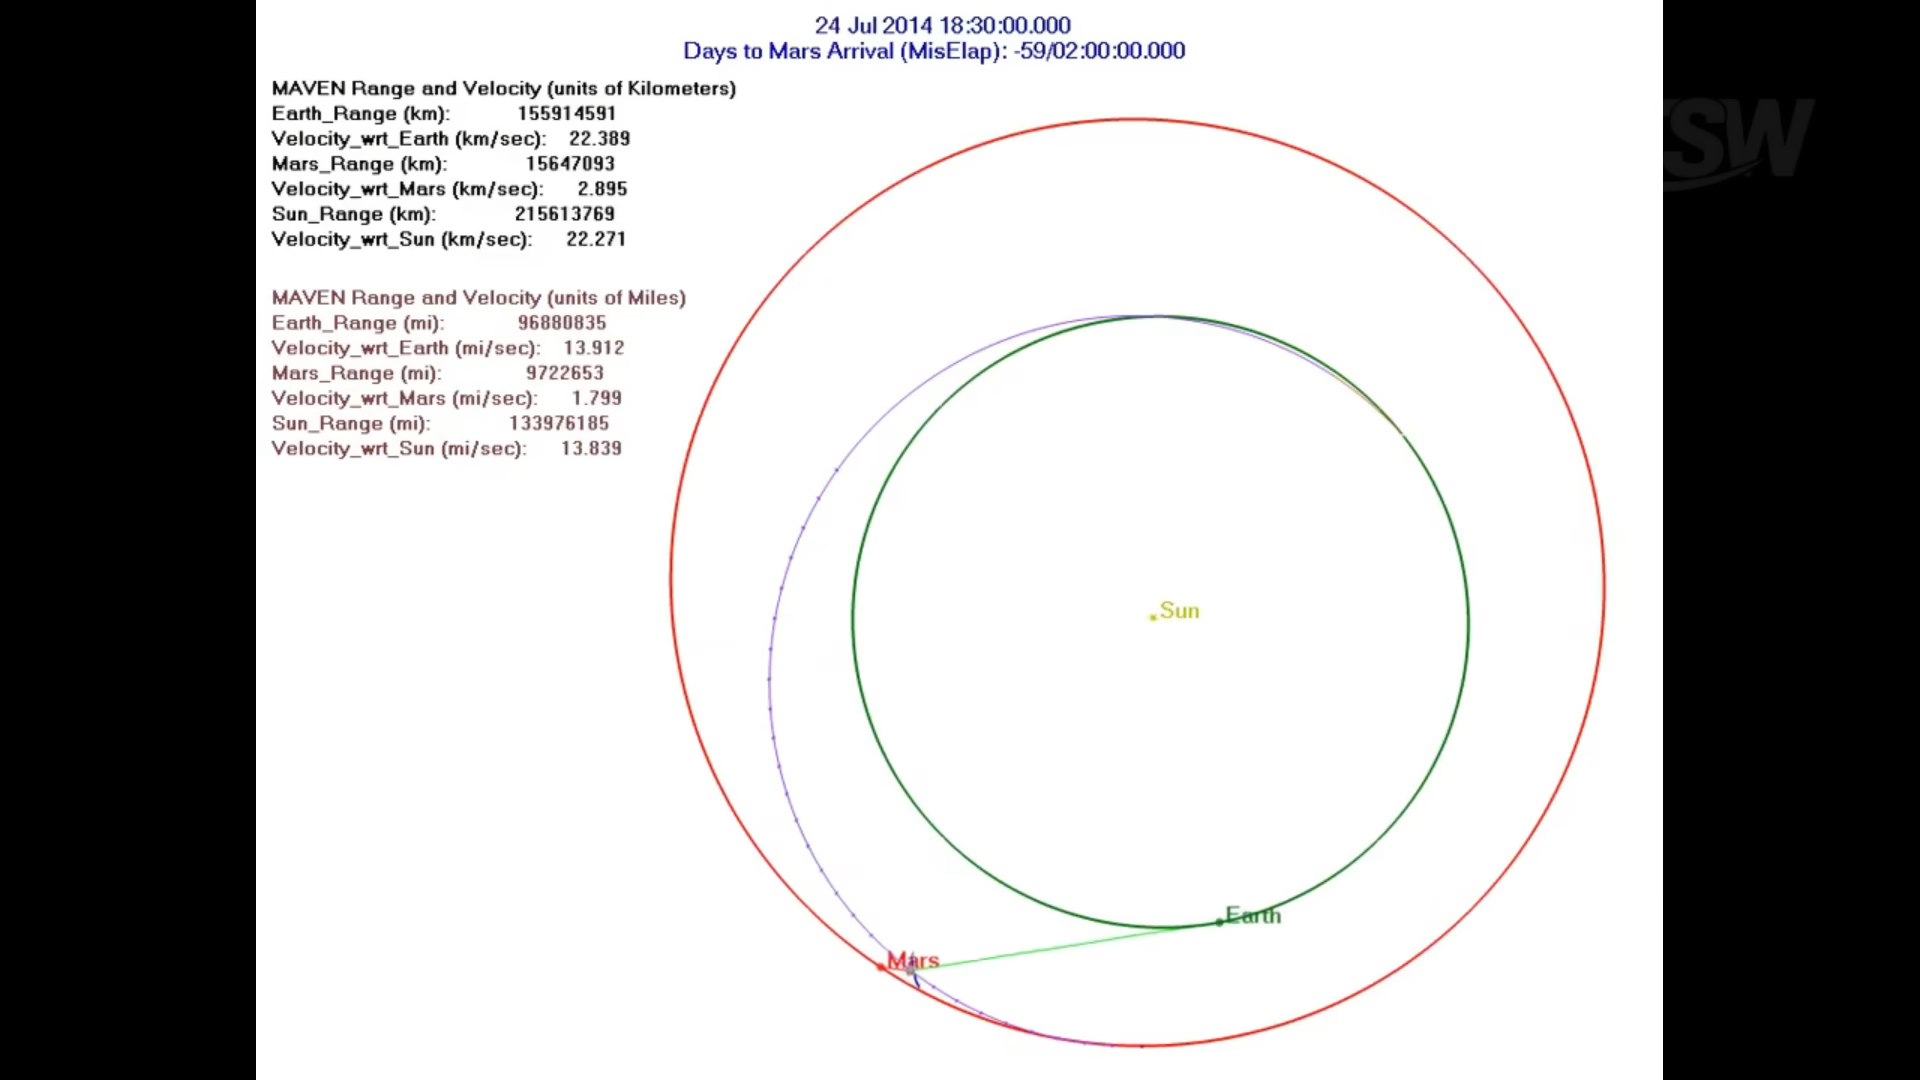 24 Jul 2014 18:30:00.000
Days to Mars Arrival (MisElap): -59/02:00:00.000
MAVEN Range and Velocity (units of Kilometers)
Earth_Range (km): 155914591
Velocity_wrt_Earth (km/sec): 22.389
Mars_Range (km): 15647093
Velocity_wrt_Mars (km/sec): 2.895
Sun_Range (km): 215613769
Velocity_wrt_Sun (km/sec): 22.271
MAVEN Range and Velocity (units of Miles)
Earth_Range (mi): 96880835
Velocity_wrt_Earth (mi/sec): 13.912
Mars_Range (mi): 9722653
Velocity_wrt_Mars (mi/sec): 1.799
Sun_Range (mi): 133976185
Velocity_wrt_Sun (mi/sec): 13.839
SW
Sun
Earth
Mars